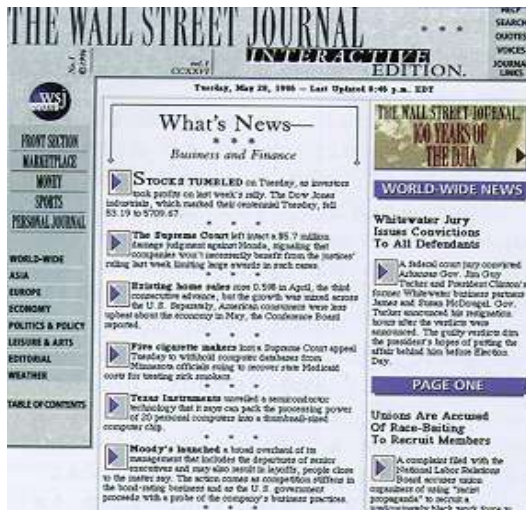 THE WALL STREET JOURNAL
INTERACTIVE
EDITION.
No. 1
©1996
vol. 1
CCXXVI
HELP
SEARCH
QUOTES
VOICES
JOURNAL
LINKS
wsj
FRONT SECTION
MARKETPLACE
MONEY
SPORTS
PERSONAL JOURNAL
WORLD-WIDE
ASIA
EUROPE
ECONOMY
POLITICS & POLICY
LEISURE & ARTS
EDITORIAL
WEATHER
TABLE OF CONTENTS
Tuesday, May 28, 1996 — Last Updated 8:46 p.m. EDT
What's News—
* * *
Business and Finance
STOCKS TUMBLED on Tuesday, as investors
took profits on last week's rally. The Dow Jones
industrials, which marked their centennial Tuesday, fell
53.19 to 5709.67.
* * *
The Supreme Court left intact a $5.7 million
damage judgment against Honda, signaling that
companies won't necessarily benefit from the justices'
ruling last week limiting large awards in such cases.
* * *
Existing home sales rose 0.5% in April, the third
consecutive advance, but the growth was mixed across
the U.S. Separately, American consumers were less
upbeat about the economy in May, the Conference Board
reported.
* * *
Five cigarette makers lost a Supreme Court appeal
Tuesday to withhold computer databases from
Minnesota officials suing to recover state Medicaid
costs for treating sick smokers.
* * *
Texas Instruments unveiled a semiconductor
technology that it says can pack the processing power
of 20 personal computers into a thumbnail-sized
computer chip.
* * *
Moody's launched a broad overhaul of its
management that includes the departure of senior
executives and may also result in layoffs, people close
to the matter say. The action comes as competition stiffens in
the bond-rating business and as the U.S. government
proceeds with a probe of the company's business practices.
* * *
THE WALL STREET JOURNAL.
100 YEARS OF
THE DJIA
WORLD-WIDE NEWS
Whitewater Jury
Issues Convictions
To All Defendants
A federal court jury convicted
Arkansas Gov. Jim Guy
Tucker and President Clinton's
former Whitewater business partners
James and Susan McDougal. Gov.
Tucker announced his resignation
hours after the verdicts were
announced. The guilty verdicts dim
the president's hopes of putting the
affair behind him before Election
Day.
PAGE ONE
Unions Are Accused
Of Race-Baiting
To Recruit Members
A complaint filed with the
National Labor Relations
Board accuses union
organizers of using "racist
propaganda" to recruit a
predominantly black work force in